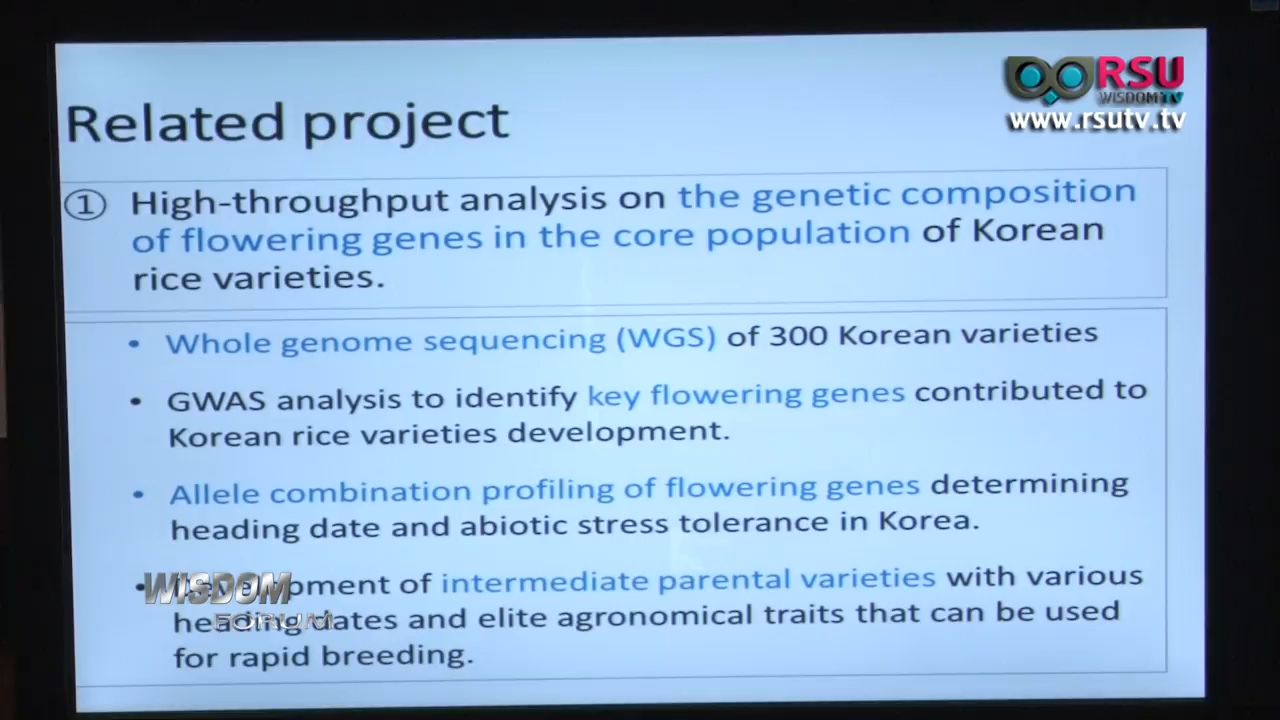 RSU
WISDOM TV
www.rsutv.tv
Related project
① High-throughput analysis on the genetic composition
of flowering genes in the core population of Korean
rice varieties.
• Whole genome sequencing (WGS) of 300 Korean varieties
• GWAS analysis to identify key flowering genes contributed to
Korean rice varieties development.
• Allele combination profiling of flowering genes determining
heading date and abiotic stress tolerance in Korea.
• Development of intermediate parental varieties with various
heading dates and elite agronomical traits that can be used
for rapid breeding.
WISDOM
FORUM